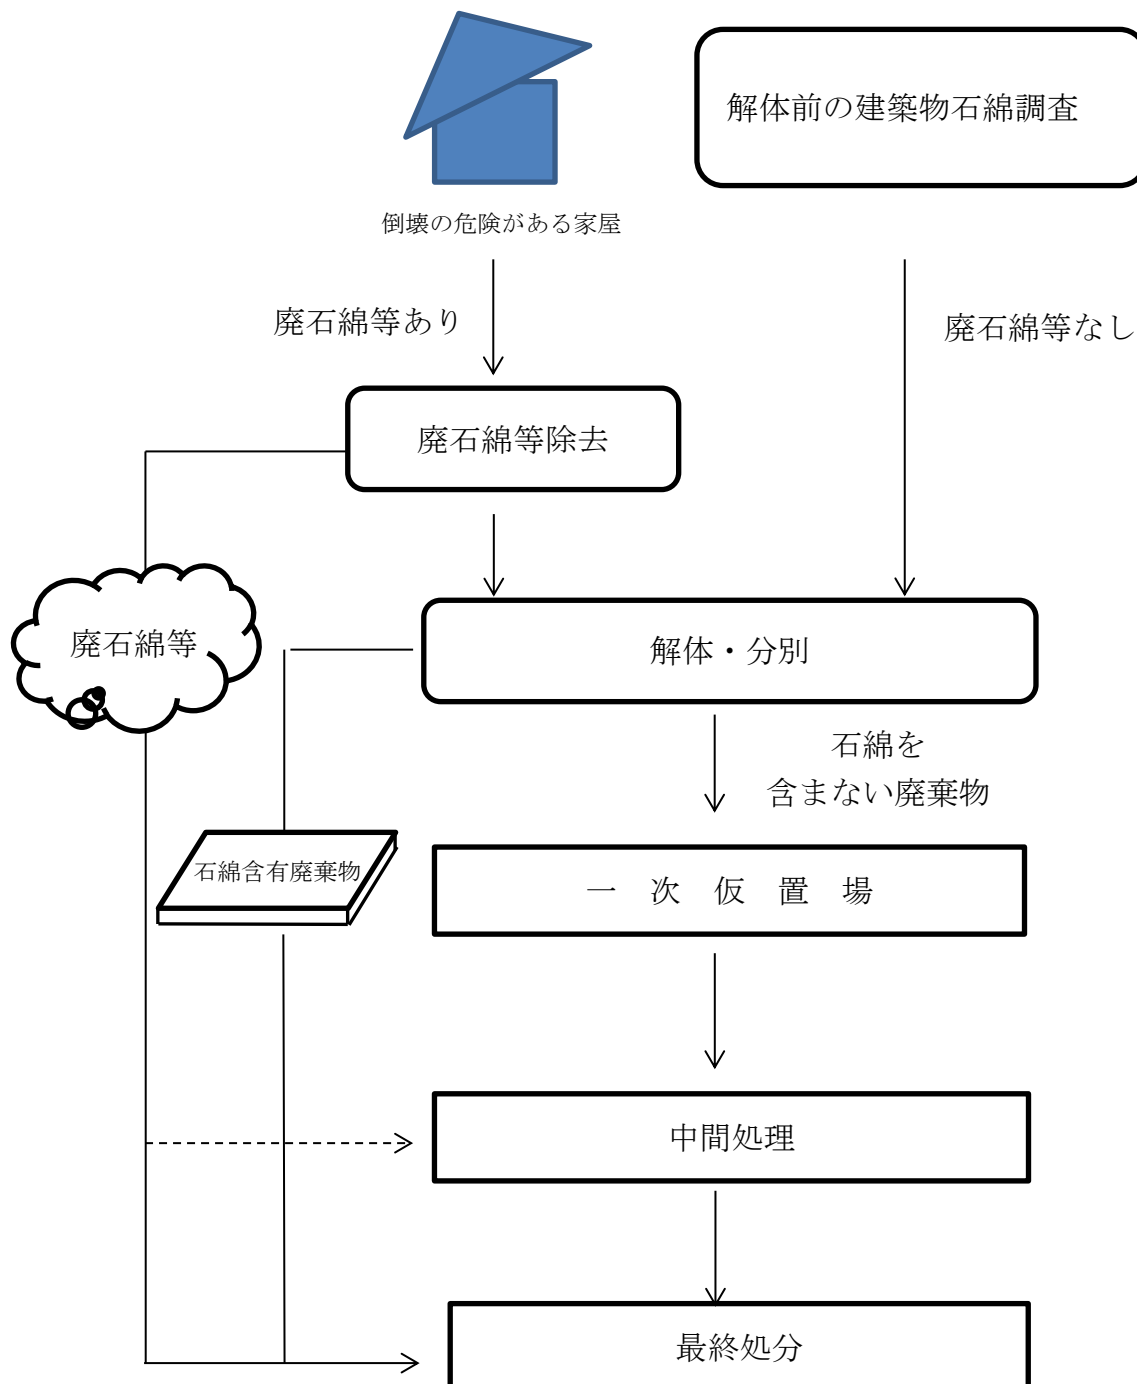 解体前の建築物石綿調査
倒壊の危険がある家屋
廃石綿等あり
廃石綿等なし
廃石綿等除去
廃石綿等
解体・分別
石綿を
含まない廃棄物
石綿含有廃棄物
一　次　仮　置　場
中間処理
最終処分